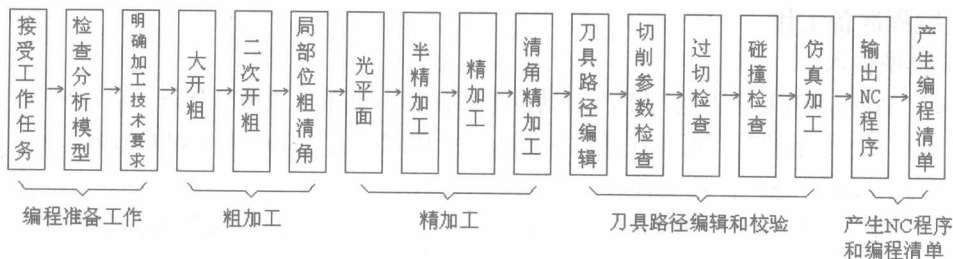 接受工作任务
检查分析模型
明确加工技术要求
大开粗
二次开粗
局部位粗清角
光平面
半精加工
精加工
清角精加工
刀具路径编辑
切削参数检查
过切检查
碰撞检查
仿真加工
输出NC程序
产生编程清单
编程准备工作
粗加工
精加工
刀具路径编辑和校验
产生NC程序
和编程清单